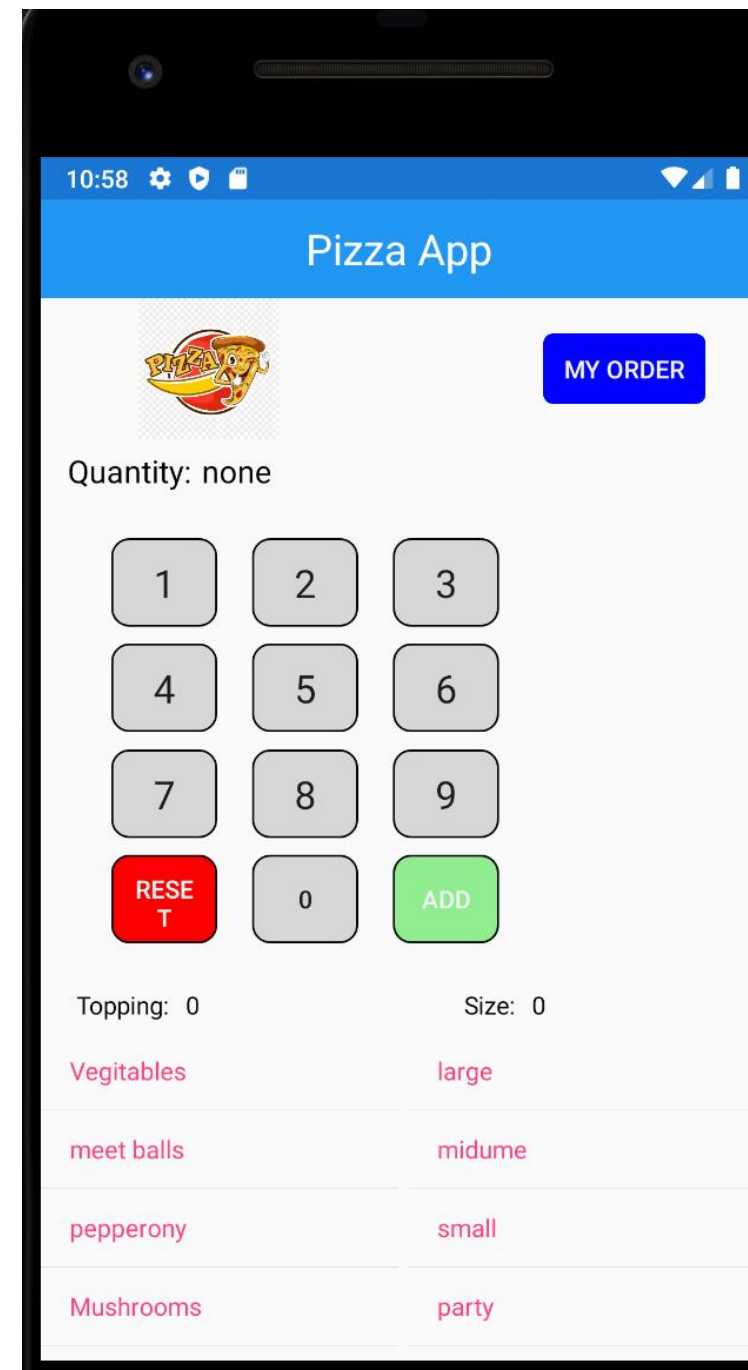 10:58
Pizza App
PIZZA
MY ORDER
Quantity: none
1 2 3
4 5 6
7 8 9
RESE
T
0 ADD
Topping: 0 Size: 0
Vegitables large
meet balls midume
pepperony small
Mushrooms party